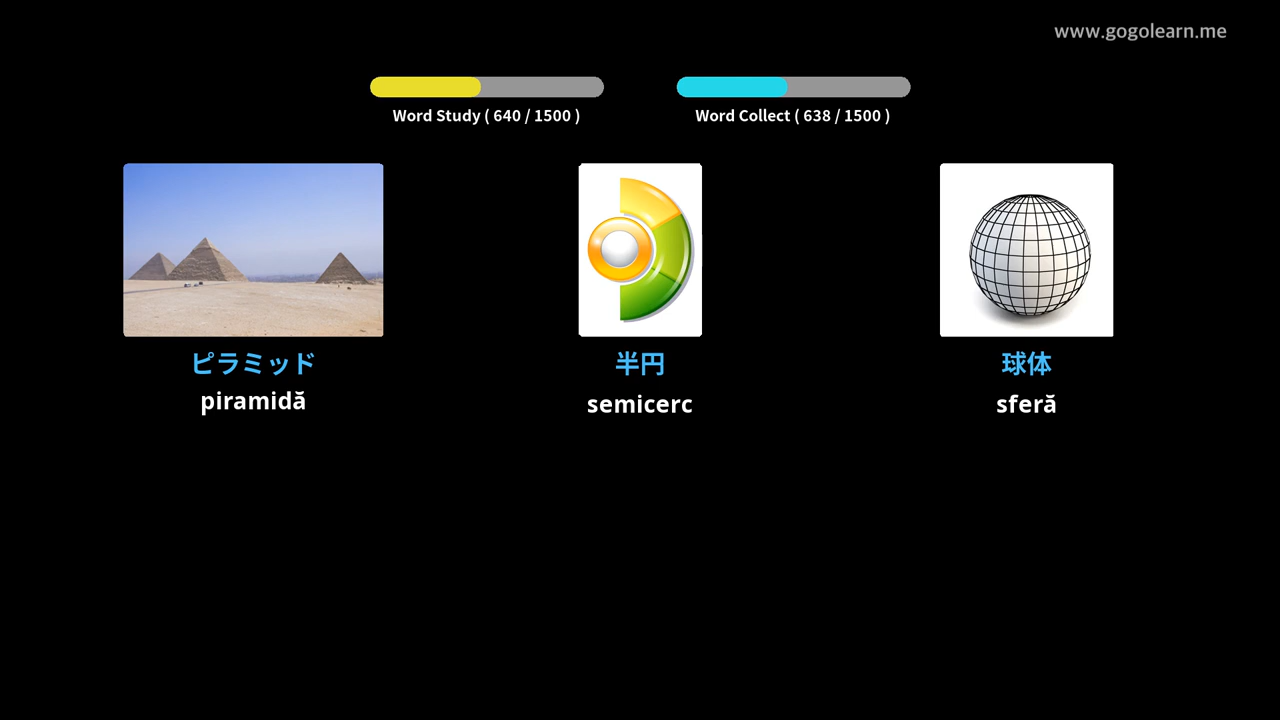 www.gogolearn.me
Word Study ( 640 / 1500 )
Word Collect ( 638 / 1500 )
ピラミッド
半円
球体
piramidă
semicerc
sferă